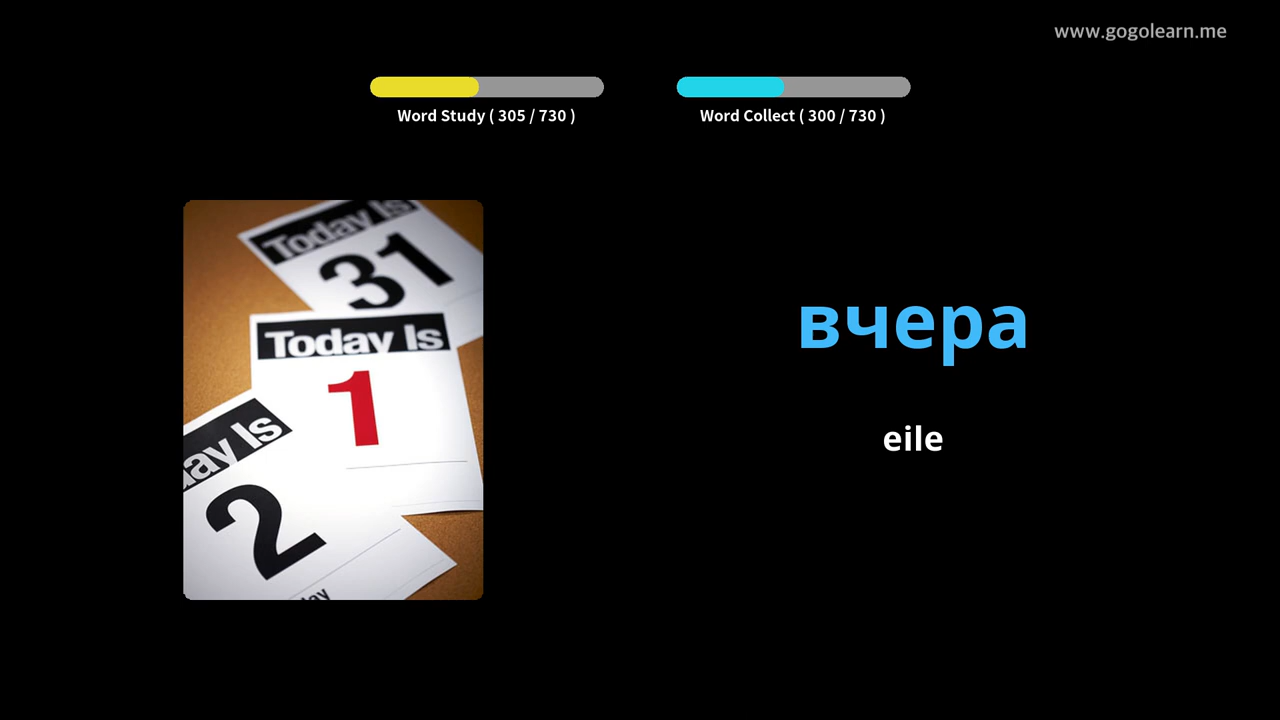 www.gogolearn.me
Word Study ( 305 / 730 )
Word Collect ( 300 / 730 )
Today Is
31
Today Is
1
day Is
2
вчера
eile